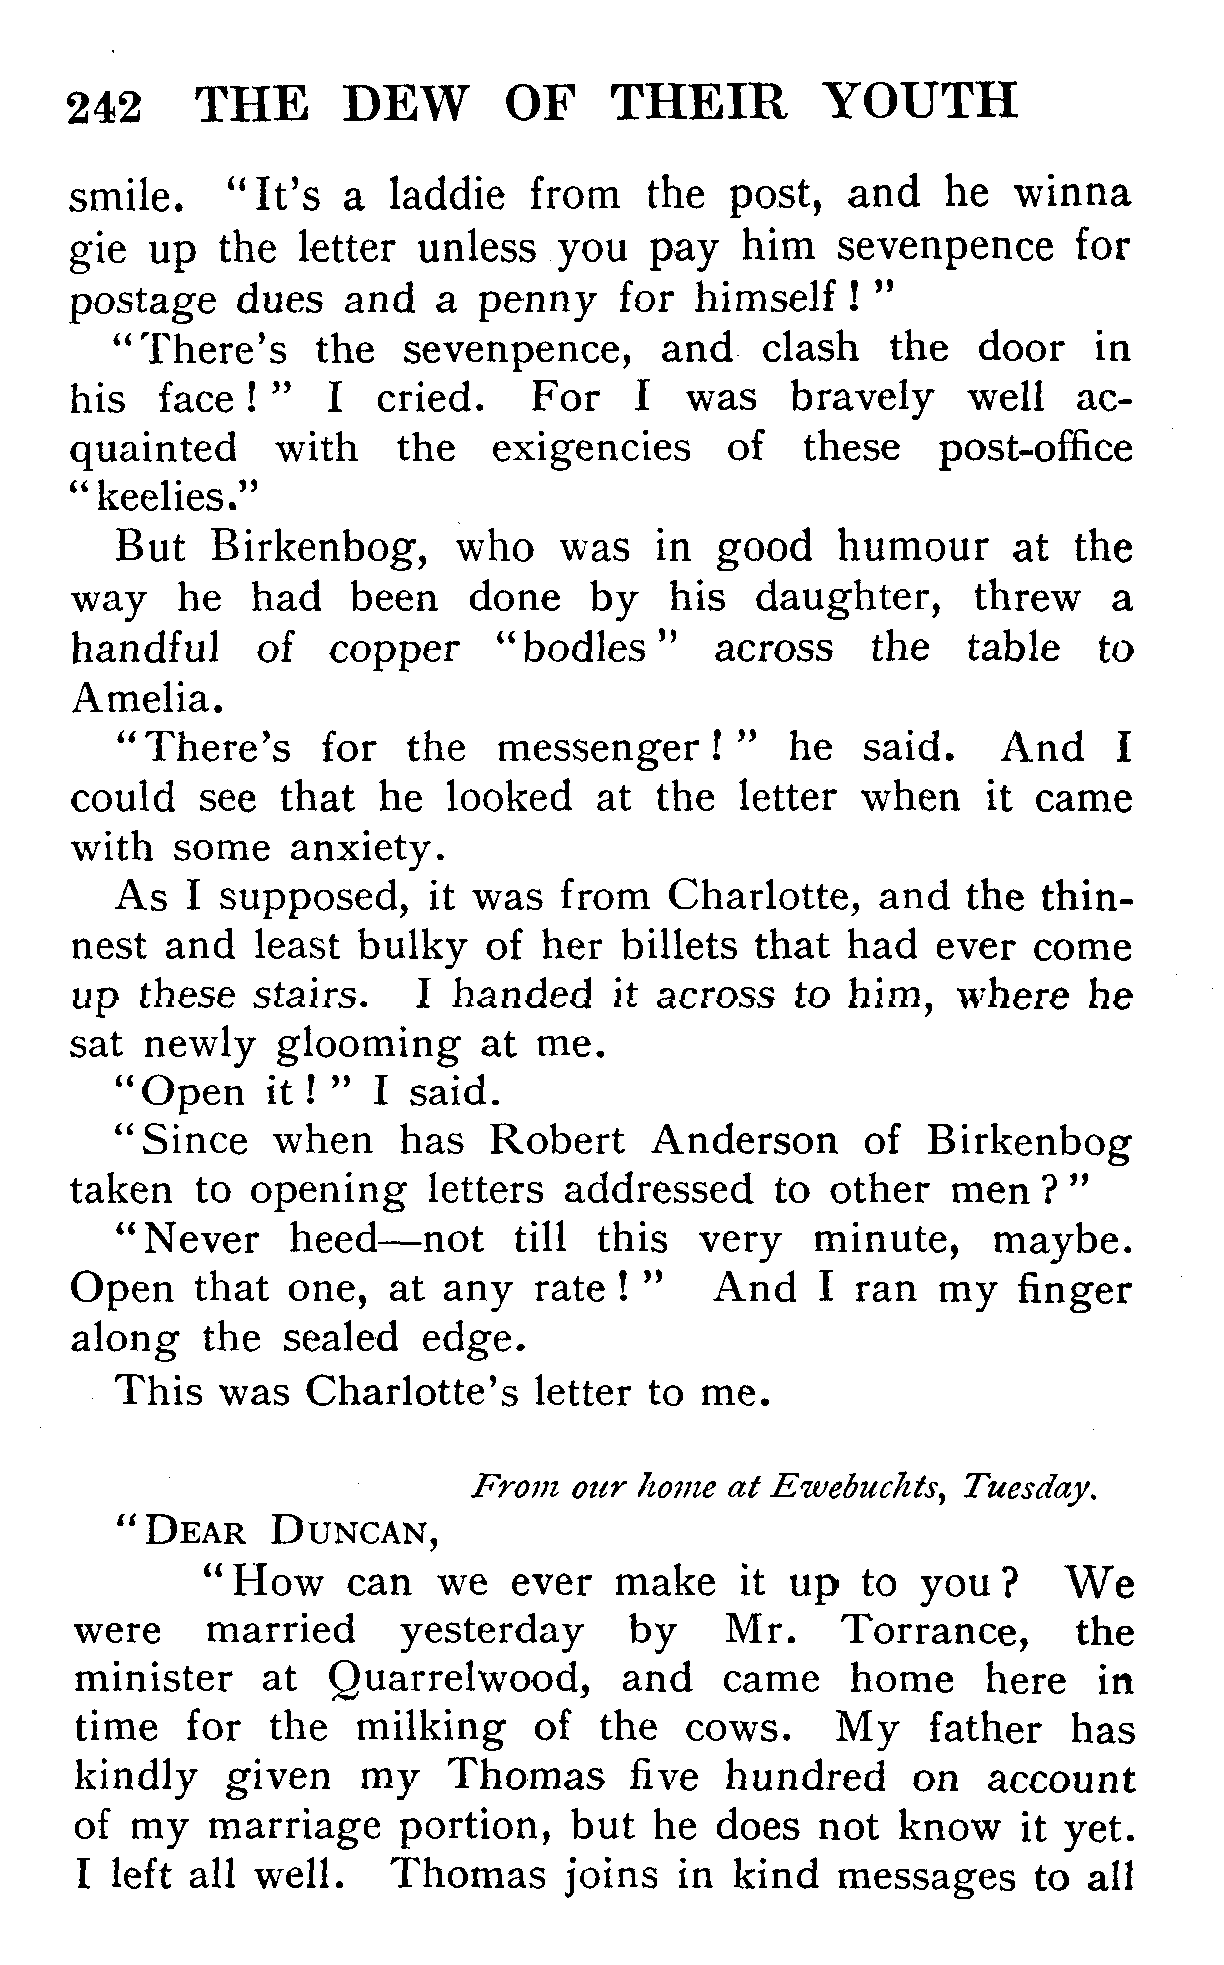 242 THE DEW OF THEIR YOUTH
smile. "It's a laddie from the post, and he winna
gie up the letter unless you pay him sevenpence for
postage dues and a penny for himself!"
"There's the sevenpence, and clash the door in
his face!" I cried. For I was bravely well ac-
quainted with the exigencies of these post-office
"keelies."
But Birkenbog, who was in good humour at the
way he had been done by his daughter, threw a
handful of copper "bodles" across the table to
Amelia.
"There's for the messenger!" he said. And I
could see that he looked at the letter when it came
with some anxiety.
As I supposed, it was from Charlotte, and the thin-
nest and least bulky of her billets that had ever come
up these stairs. I handed it across to him, where he
sat newly glooming at me.
"Open it!" I said.
"Since when has Robert Anderson of Birkenbog
taken to opening letters addressed to other men?"
"Never heed—not till this very minute, maybe.
Open that one, at any rate!" And I ran my finger
along the sealed edge.
This was Charlotte's letter to me.
From our home at Ewebuchts, Tuesday.
"DEAR DUNCAN,
"How can we ever make it up to you? We
were married yesterday by Mr. Torrance, the
minister at Quarrelwood, and came home here in
time for the milking of the cows. My father has
kindly given my Thomas five hundred on account
of my marriage portion, but he does not know it yet.
I left all well. Thomas joins in kind messages to all